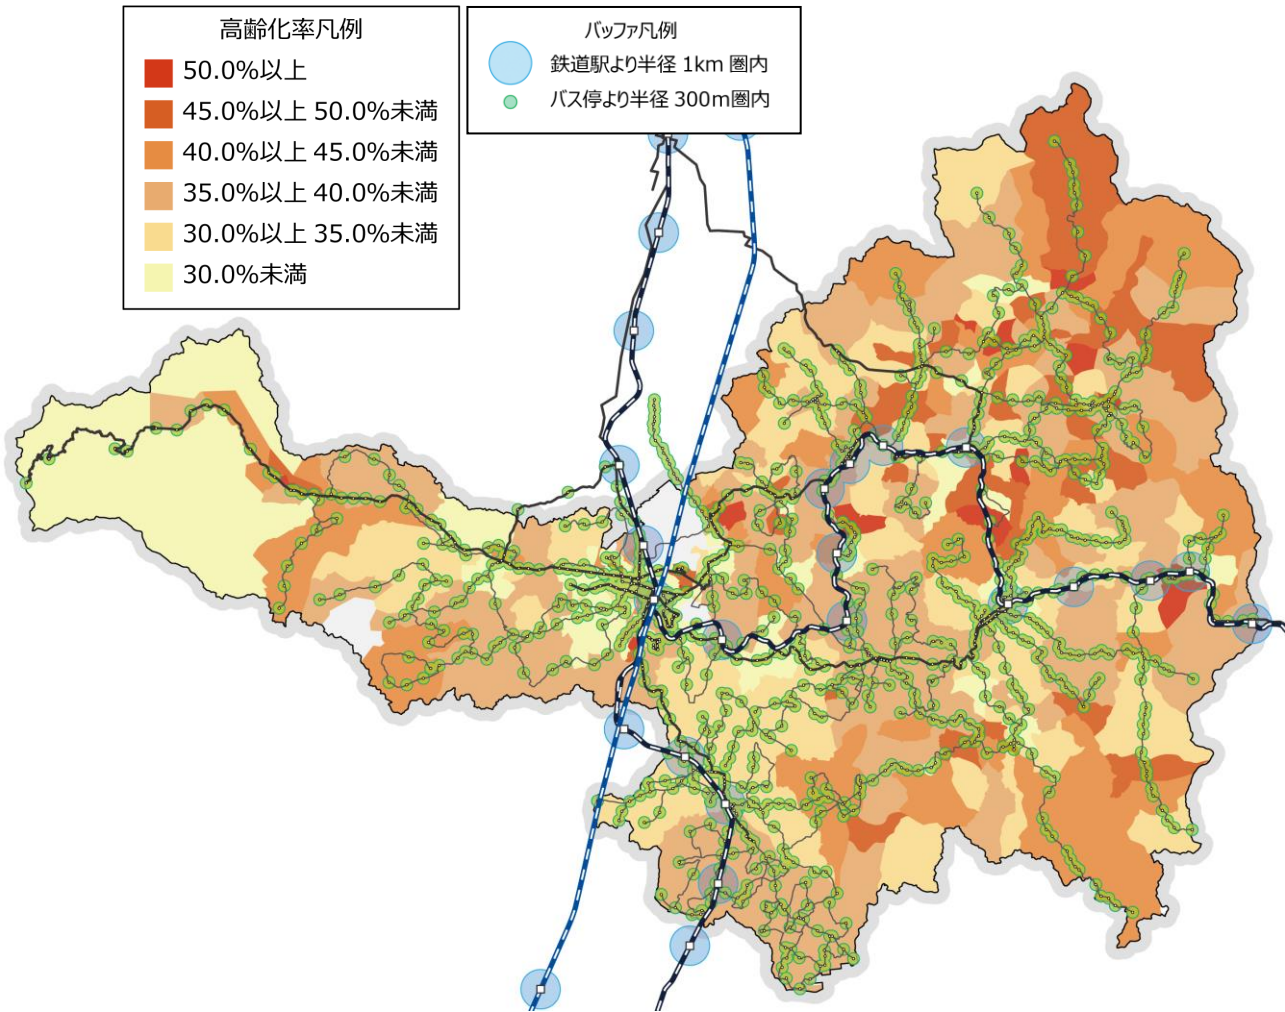 高齢化率凡例
50.0%以上
45.0%以上 50.0%未満
40.0%以上 45.0%未満
35.0%以上 40.0%未満
30.0%以上 35.0%未満
30.0%未満
バッファ凡例
鉄道駅より半径 1km 圏内
バス停より半径 300m圏内